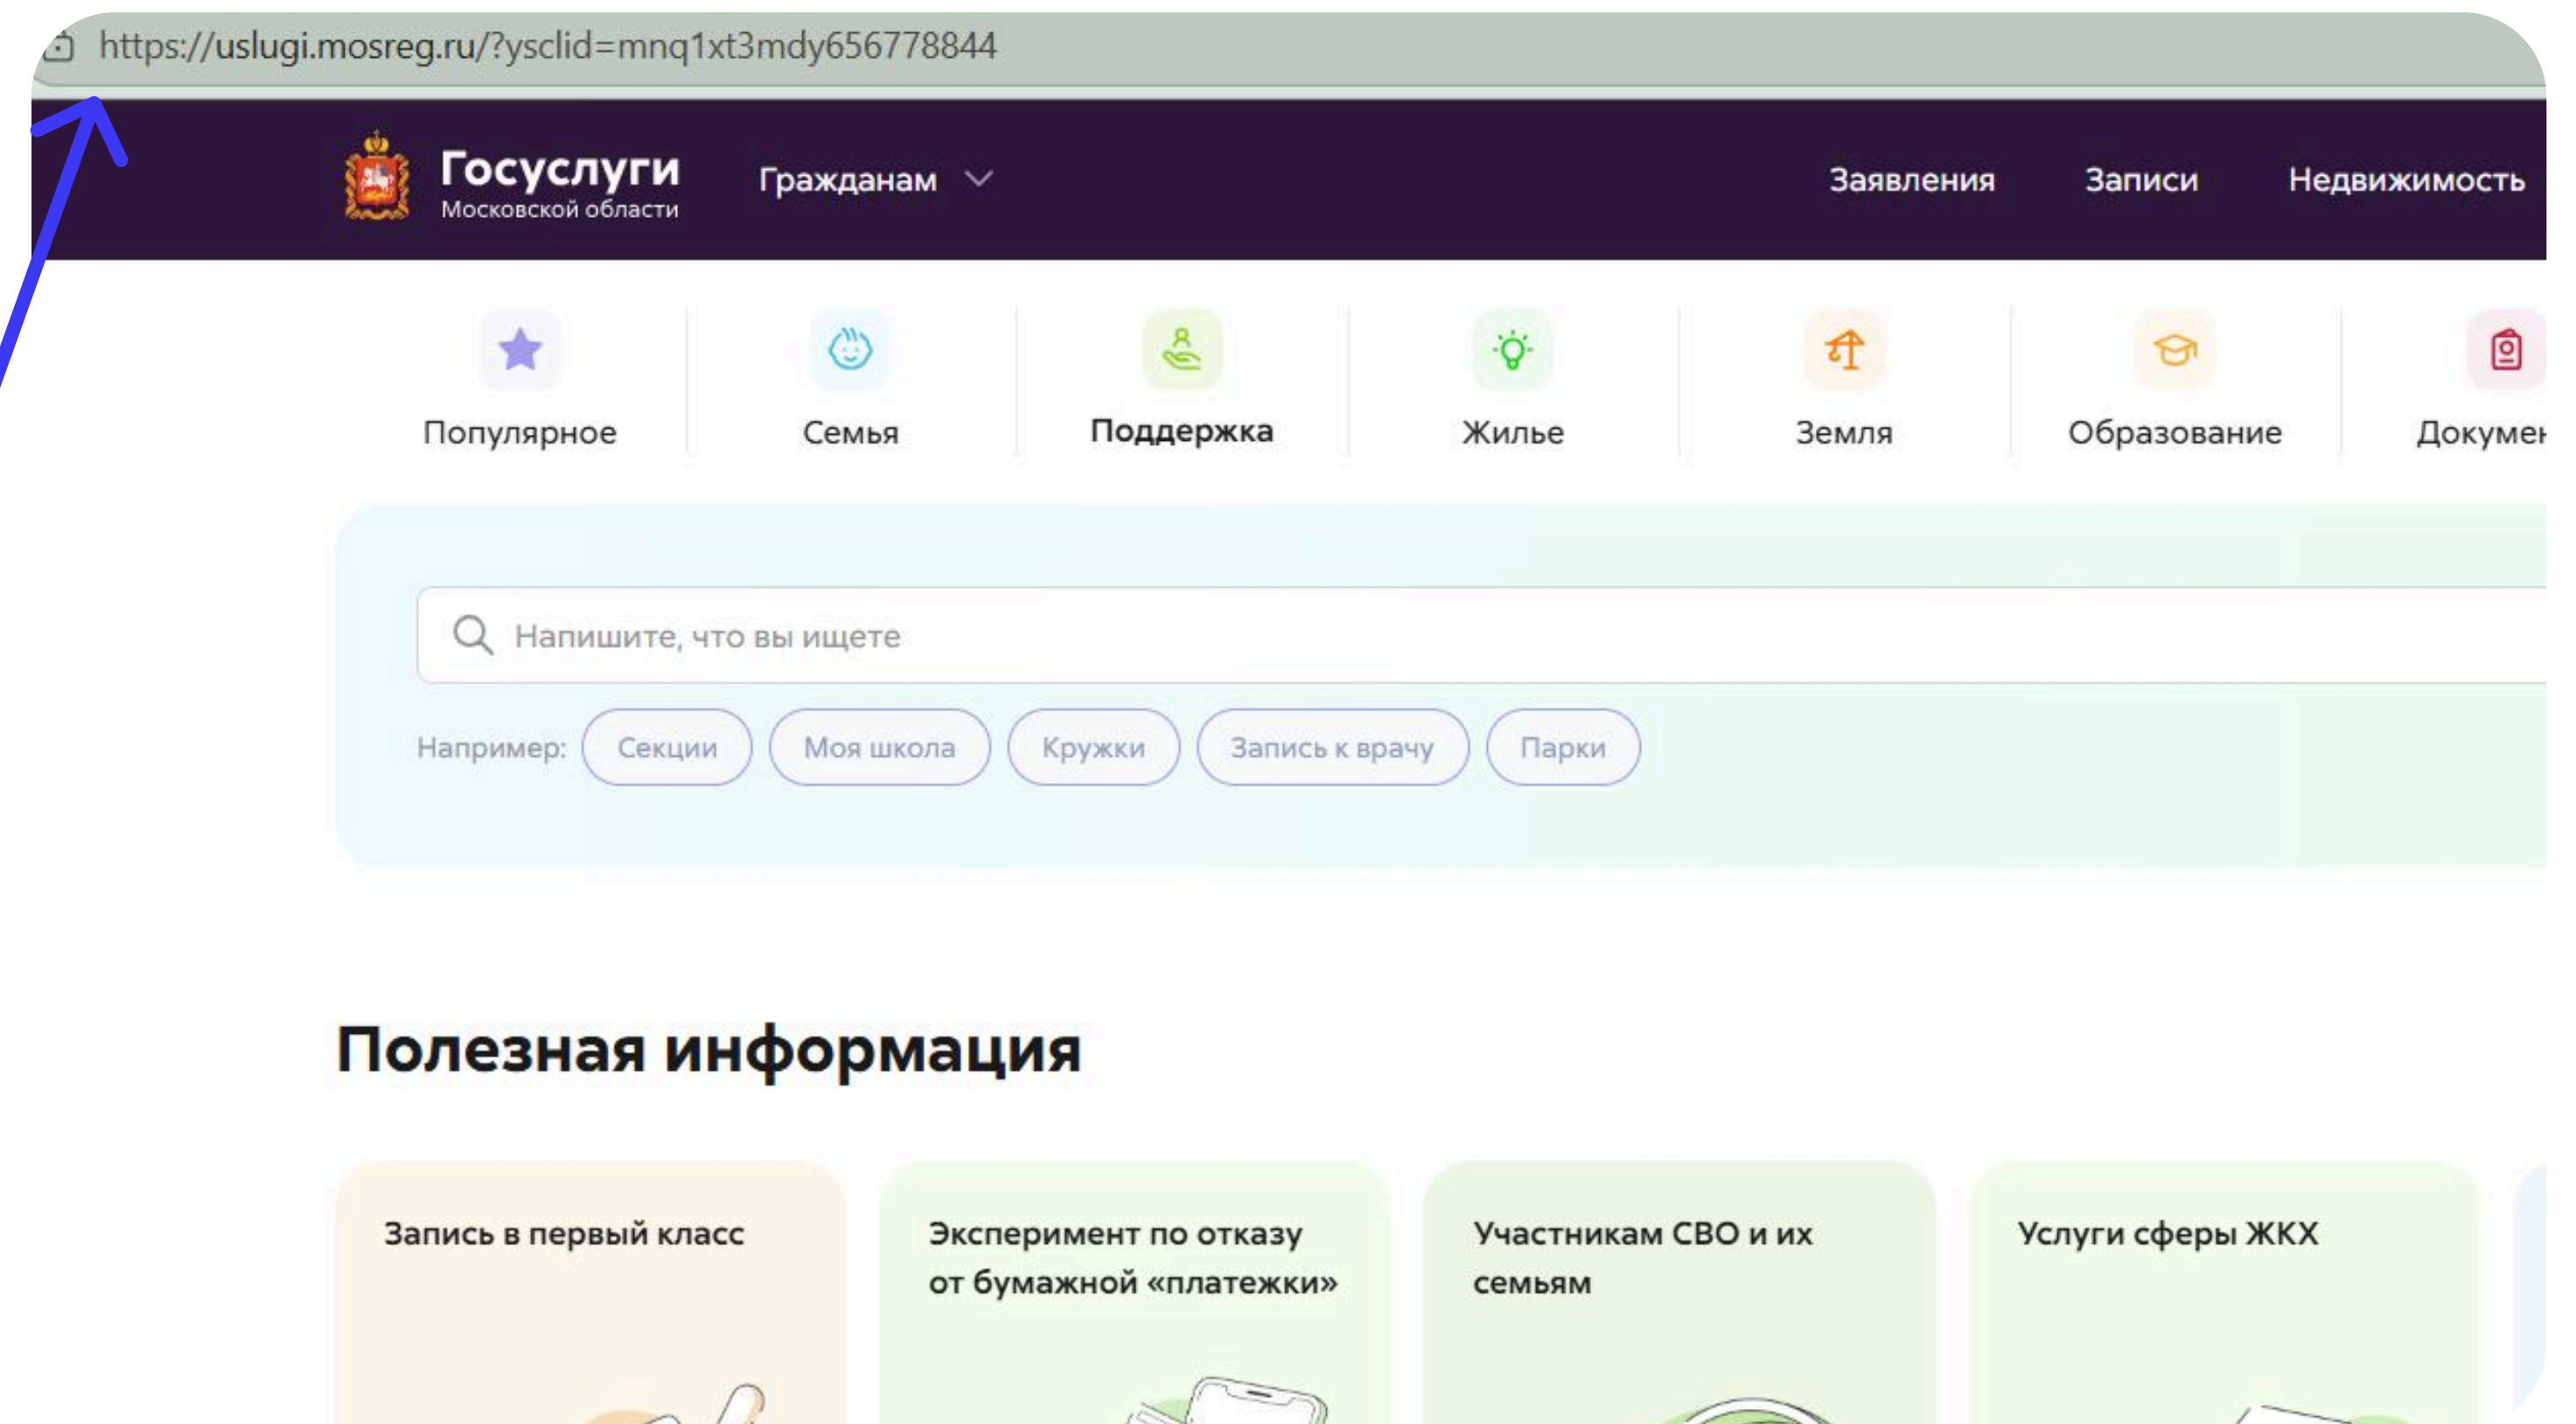 https://uslugi.mosreg.ru/?ysclid=mnq1xt3mdy656778844
Госуслуги
Московской области
Гражданам
Заявления
Записи
Недвижимость
Популярное
Семья
Поддержка
Жилье
Земля
Образование
Докумен
Напишите, что вы ищете
Например:
Секции
Моя школа
Кружки
Запись к врачу
Парки
Полезная информация
Запись в первый класс
Эксперимент по отказу
от бумажной «платежки»
Участникам СВО и их
семьям
Услуги сферы ЖКХ